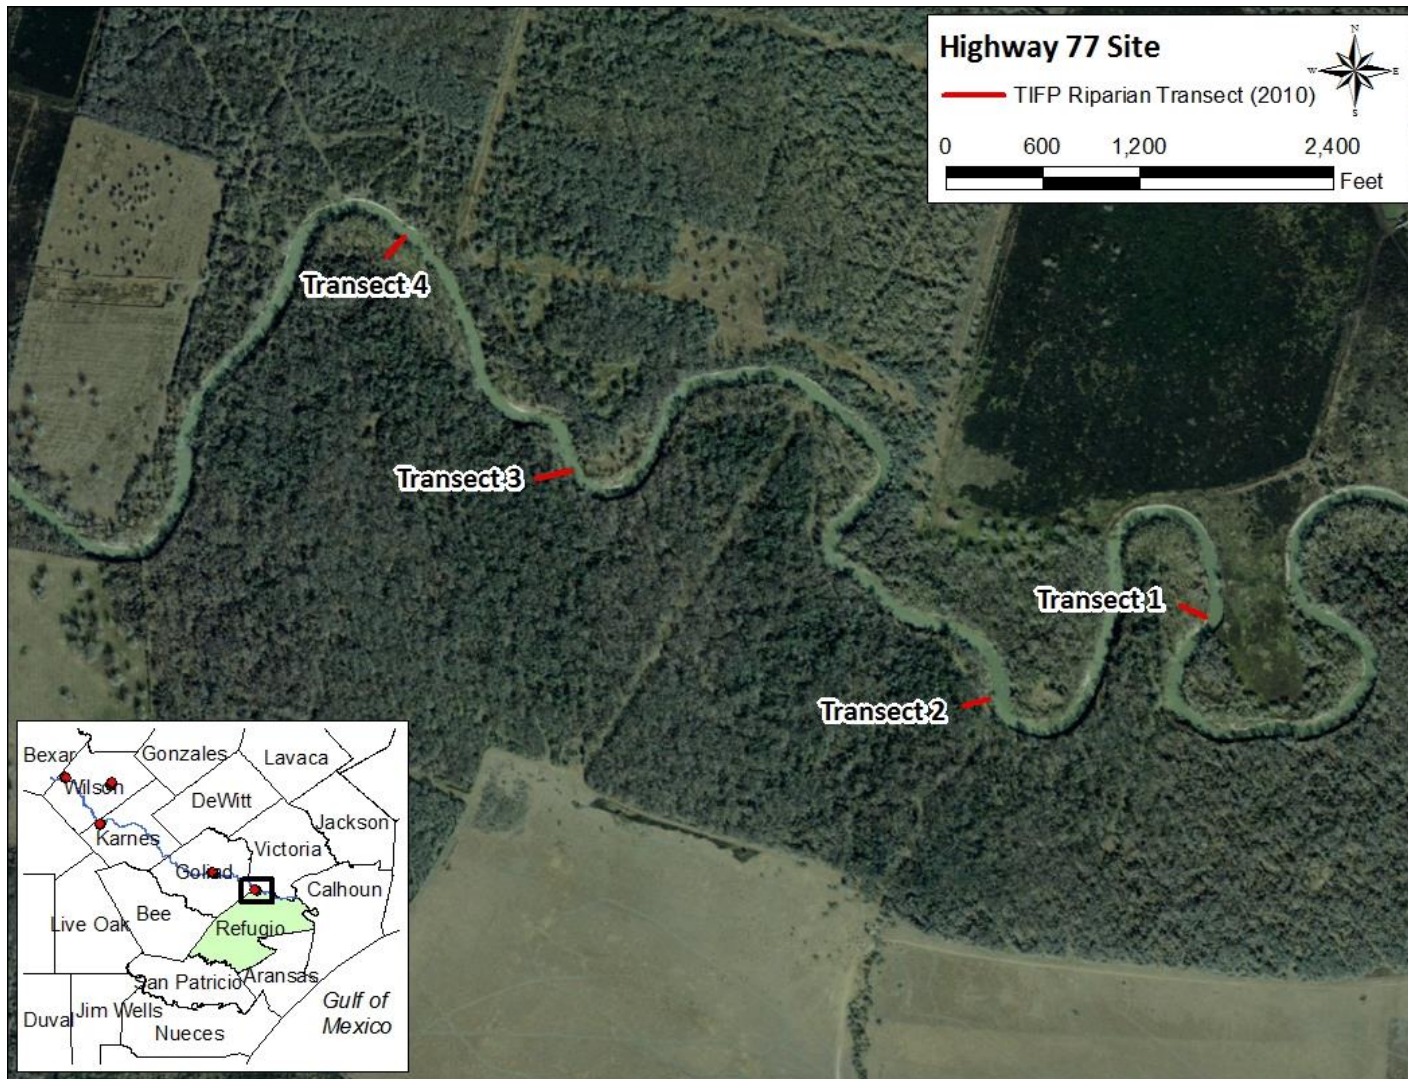 Highway 77 Site
N
W
E
S
TIFP Riparian Transect (2010)
0 600 1,200 2,400
Feet
Transect 4
Transect 3
Transect 1
Transect 2
Bexar
Gonzales
Lavaca
Wilson
DeWitt
Jackson
Karnes
Victoria
Goliad
Calhoun
Live Oak
Bee
Refugio
San Patricio
Aransas
Gulf of
Mexico
Duval
Jim Wells
Nueces